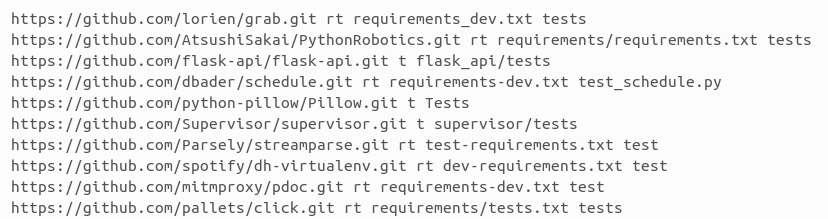 https://github.com/lorien/grab.git rt requirements_dev.txt tests
https://github.com/AtsushiSakai/PythonRobotics.git rt requirements/requirements.txt tests
https://github.com/flask-api/flask-api.git t flask_api/tests
https://github.com/dbader/schedule.git rt requirements-dev.txt test_schedule.py
https://github.com/python-pillow/Pillow.git t Tests
https://github.com/Supervisor/supervisor.git t supervisor/tests
https://github.com/Parsely/streamparse.git rt test-requirements.txt test
https://github.com/spotify/dh-virtualenv.git rt dev-requirements.txt test
https://github.com/mitmproxy/pdoc.git rt requirements-dev.txt test
https://github.com/pallets/click.git rt requirements/tests.txt tests